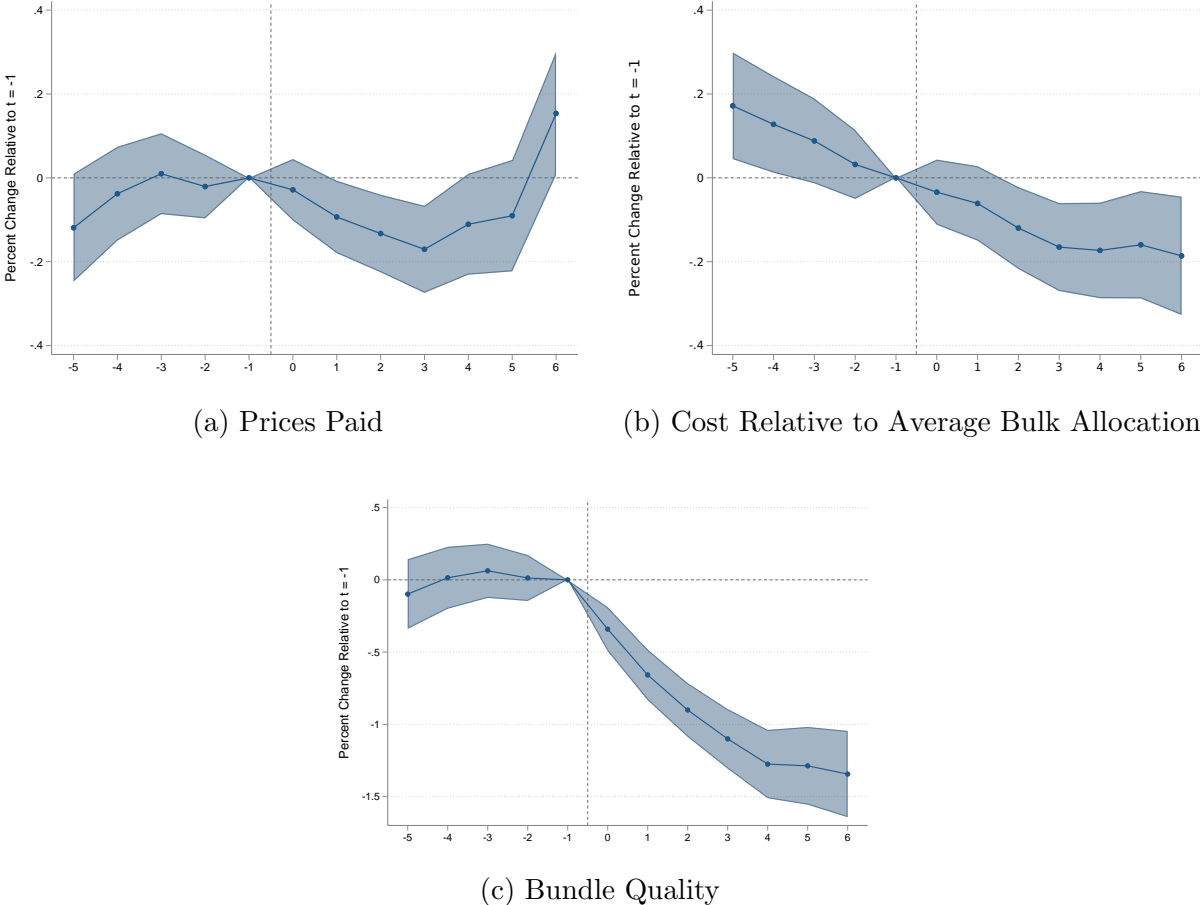 Percent Change Relative to t = -1
.4
.2
0
-.2
-.4
-5 -4 -3 -2 -1 0 1 2 3 4 5 6
(a) Prices Paid
Percent Change Relative to t = -1
.4
.2
0
-.2
-.4
-5 -4 -3 -2 -1 0 1 2 3 4 5 6
(b) Cost Relative to Average Bulk Allocation
Percent Change Relative to t = -1
.5
0
-.5
-1
-1.5
-5 -4 -3 -2 -1 0 1 2 3 4 5 6
(c) Bundle Quality